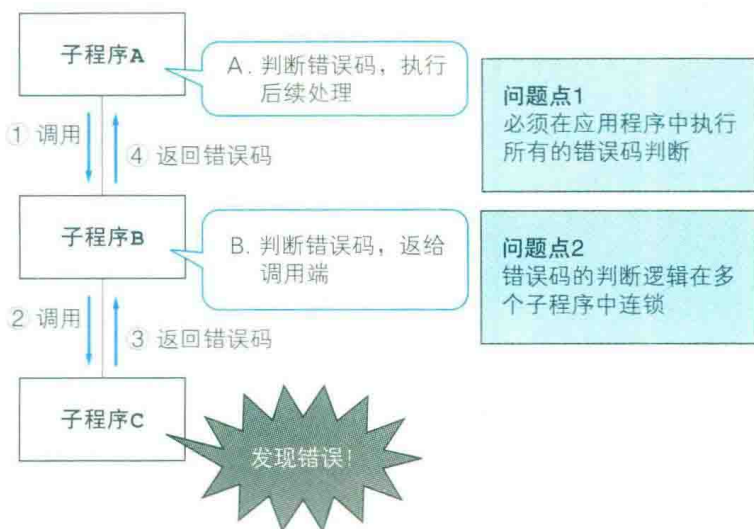 子程序A
A. 判断错误码，执行
后续处理
问题点1
必须在应用程序中执行
所有的错误码判断
① 调用
④ 返回错误码
子程序B
B. 判断错误码，返给
调用端
问题点2
错误码的判断逻辑在多
个子程序中连锁
② 调用
③ 返回错误码
子程序C
发现错误!